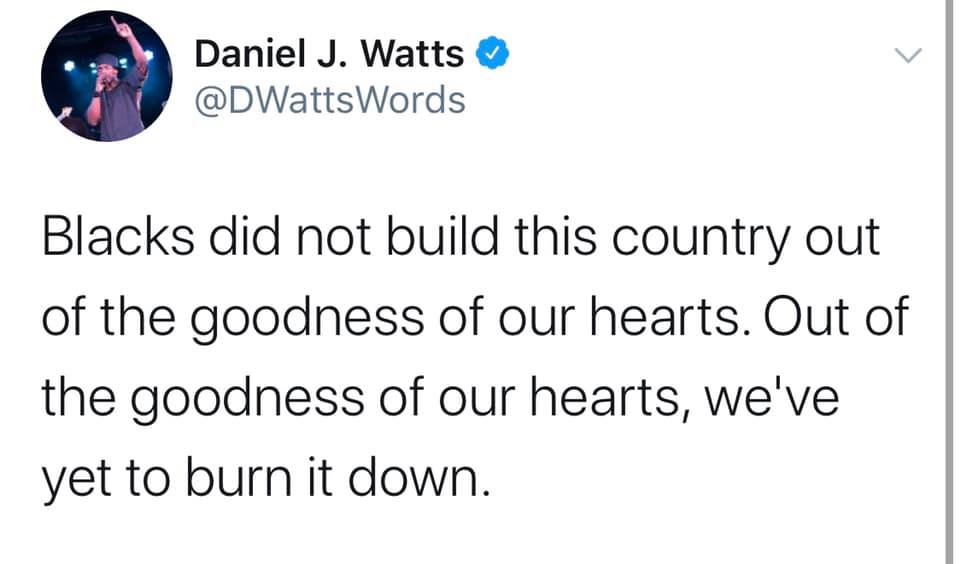 Daniel J. Watts
@DWattsWords
Blacks did not build this country out
of the goodness of our hearts. Out of
the goodness of our hearts, we've
yet to burn it down.